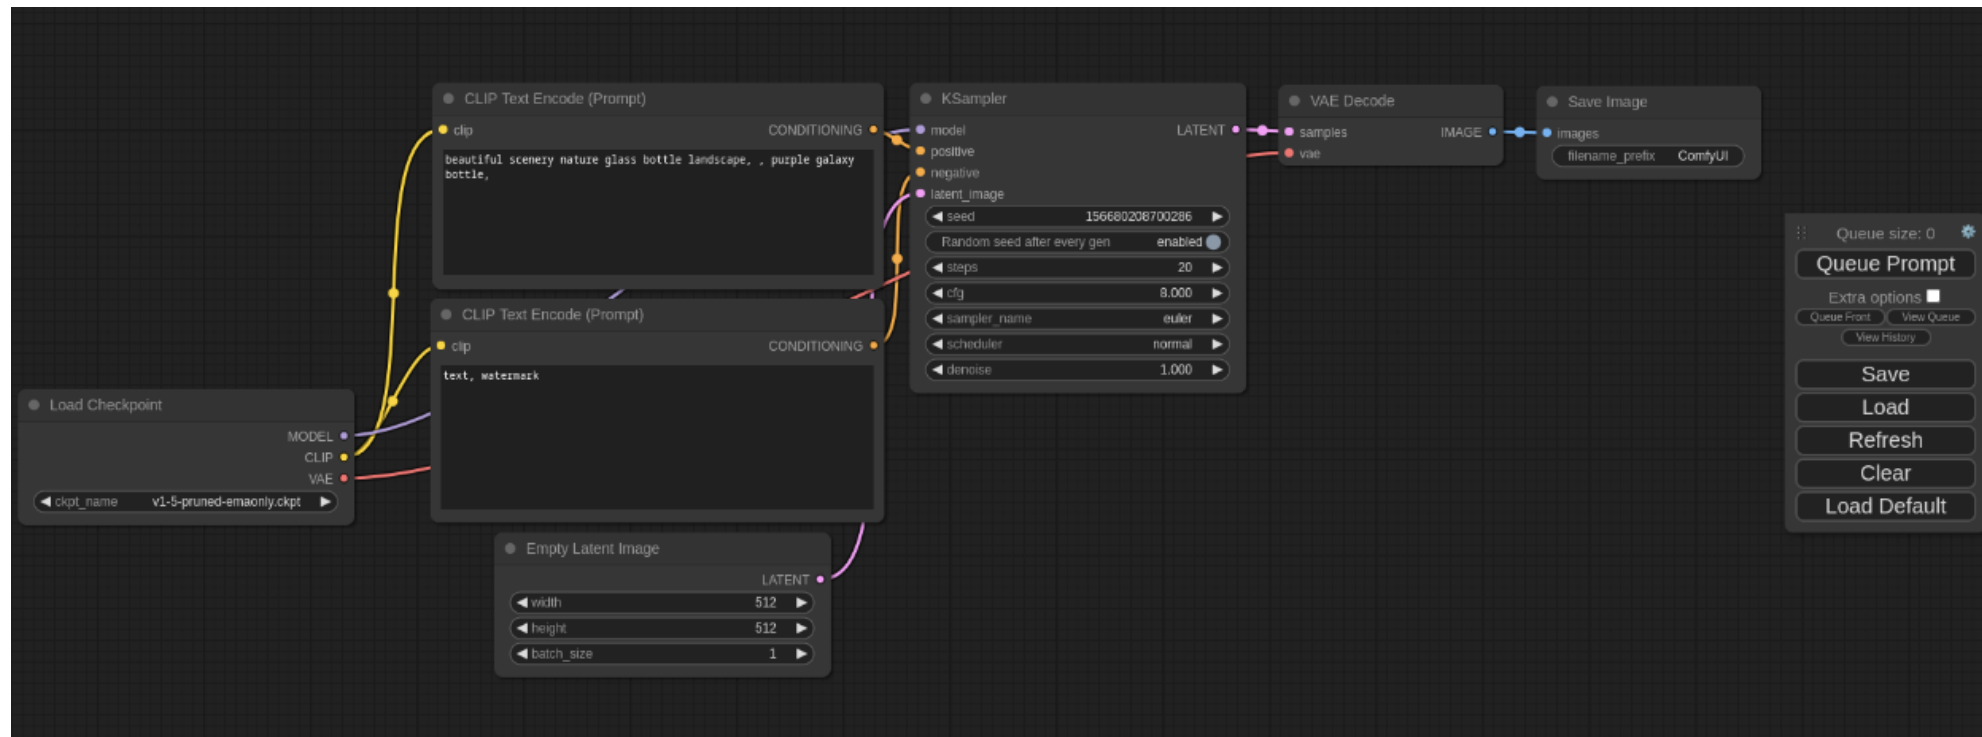 CLIP Text Encode (Prompt)
clip CONDITIONING
beautiful scenery nature glass bottle landscape, , purple galaxy
bottle,
CLIP Text Encode (Prompt)
clip CONDITIONING
text, watermark
Load Checkpoint
MODEL
CLIP
VAE
ckpt_name v1-5-pruned-emaonly.ckpt
Empty Latent Image
LATENT
width 512
height 512
batch_size 1
KSampler
model LATENT
positive
negative
latent_image
seed 156680208700286
Random seed after every gen enabled
steps 20
cfg 8.000
sampler_name euler
scheduler normal
denoise 1.000
VAE Decode
samples IMAGE
vae
Save Image
images
filename_prefix ComfyUI
Queue size: 0
Queue Prompt
Extra options
Queue Front View Queue
View History
Save
Load
Refresh
Clear
Load Default